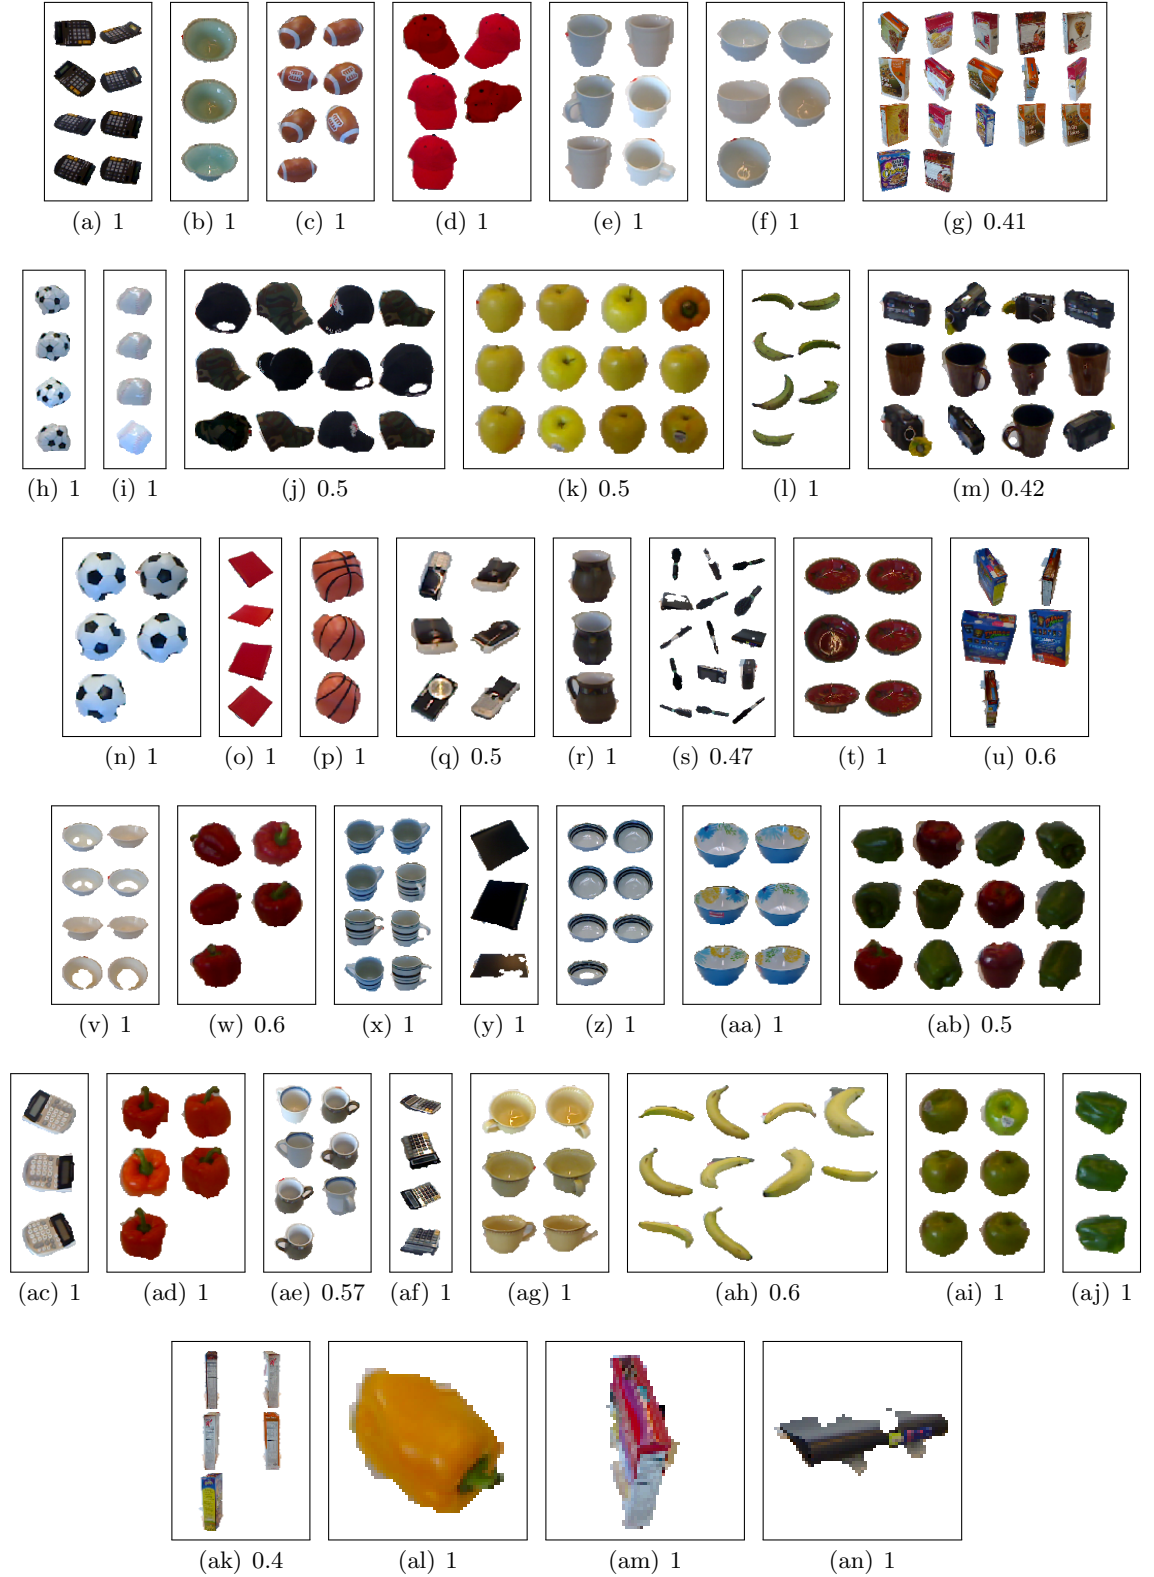 (a) 1 (b) 1 (c) 1 (d) 1 (e) 1 (f) 1 (g) 0.41
(h) 1 (i) 1 (j) 0.5 (k) 0.5 (l) 1 (m) 0.42
(n) 1 (o) 1 (p) 1 (q) 0.5 (r) 1 (s) 0.47 (t) 1 (u) 0.6
(v) 1 (w) 0.6 (x) 1 (y) 1 (z) 1 (aa) 1 (ab) 0.5
(ac) 1 (ad) 1 (ae) 0.57 (af) 1 (ag) 1 (ah) 0.6 (ai) 1 (aj) 1
(ak) 0.4 (al) 1 (am) 1 (an) 1